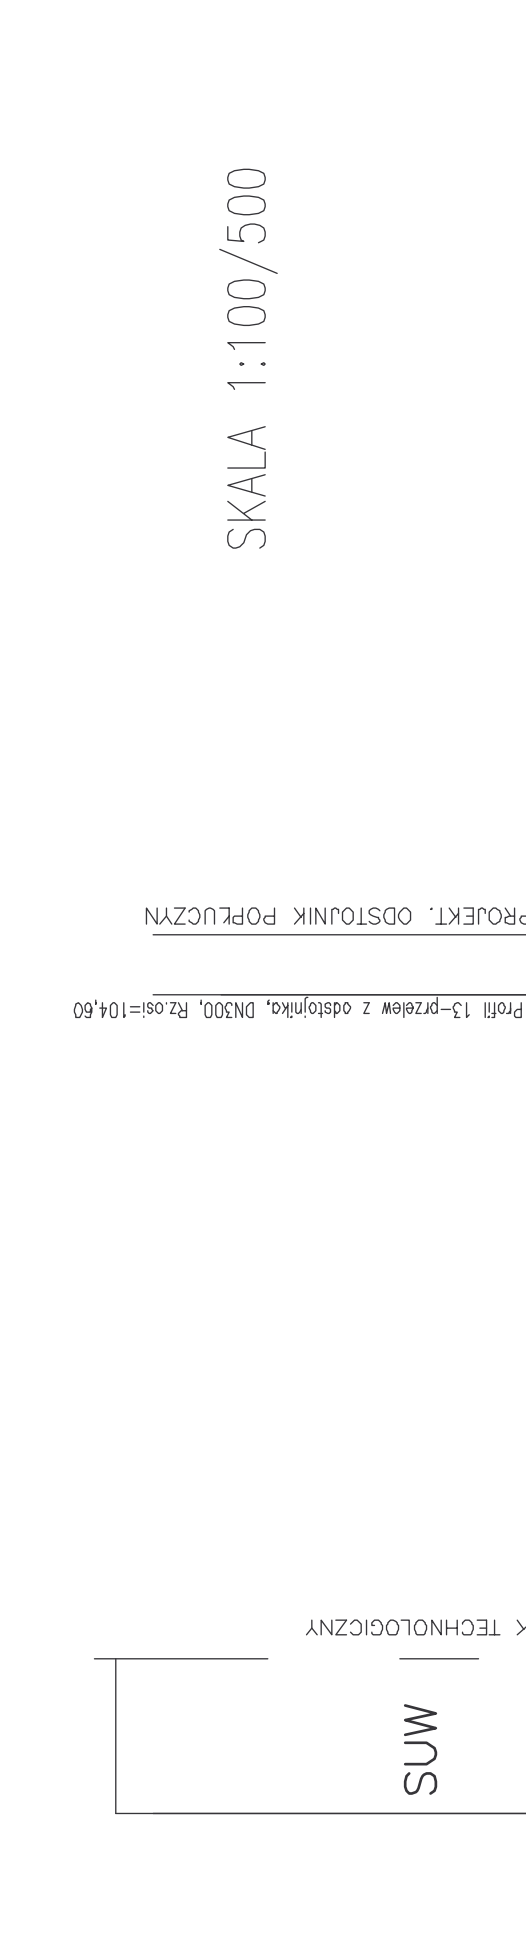 SKALA 1:100/500
PROJEKT. ODSTOJNIK POPŁUCZYN
Profil 13-przelew z odstojnika, DN300, Rz.osi=104,60
K TECHNOLOGICZNY
SUW